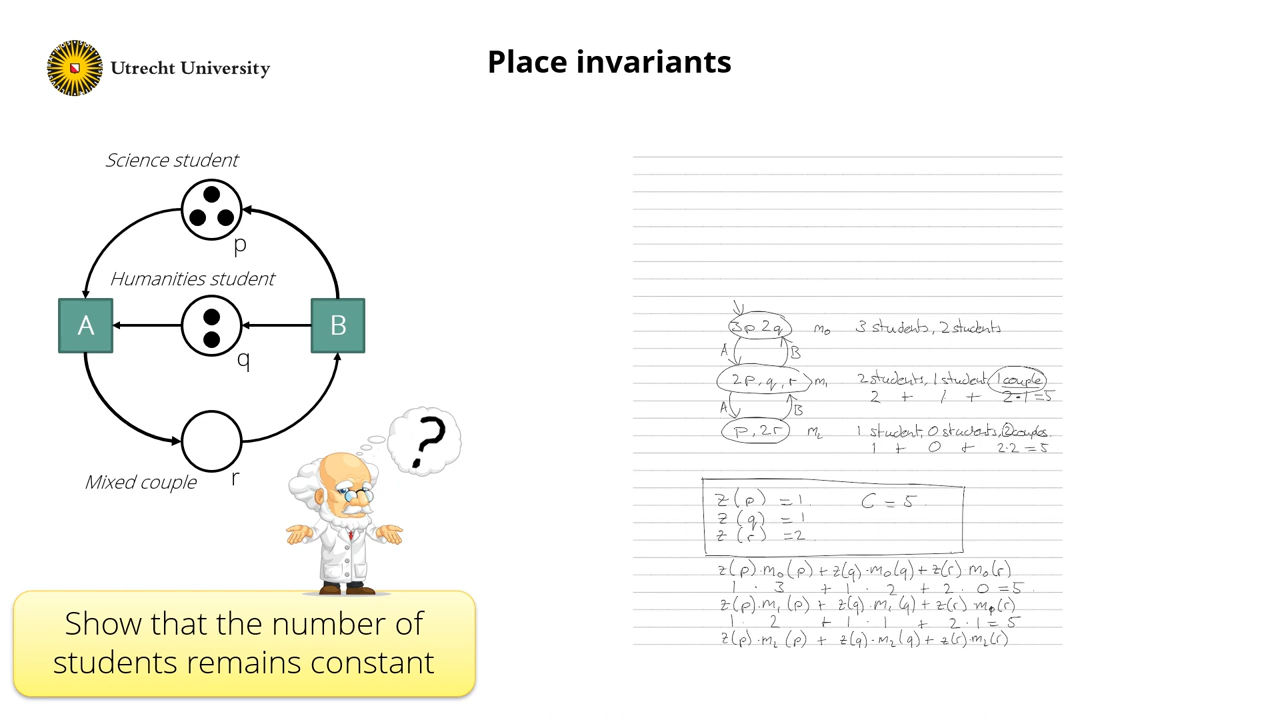 Utrecht University
Place invariants
Science student
p
Humanities student
A
B
q
Mixed couple
r
?
Show that the number of
students remains constant
3p 2q m₀ 3 students, 2 students
A B
2p, q, r m₁ 2 students, 1 student, 1 couple
2 + 1 + 2·1 = 5
A B
p, 2r m₂ 1 student, 0 students, 2 couples.
1 + 0 + 2·2 = 5
z(p) = 1 C = 5
z(q) = 1
z(r) = 2
z(p)·m₀(p) + z(q)·m₀(q) + z(r) m₀(r)
1 · 3 + 1 · 2 + 2 · 0 = 5
z(p)·m₁(p) + z(q)·m₁(q) + z(r) (r)
1 · 2 + 1 · 1 + 2·1 = 5
z(p)·m₂(p) + z(q)·m₂(q) + z(r)·m₂(r)